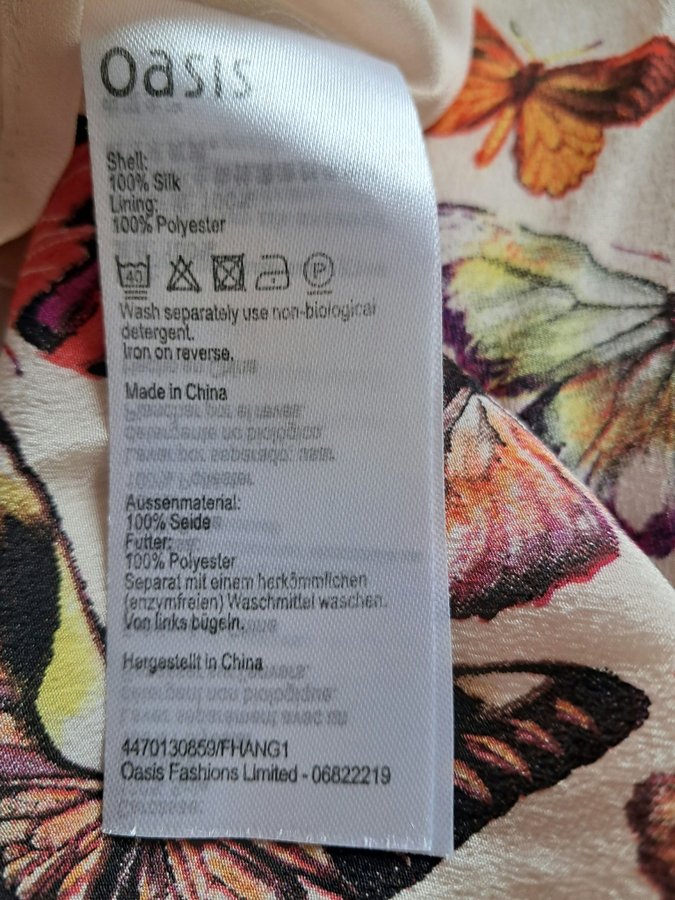 Oasis
Shell:
100% Silk
Lining:
100% Polyester
40 P
Wash separately use non-biological
detergent.
Iron on reverse.
Made in China
Aussenmaterial:
100% Seide
Futter:
100% Polyester
Separat mit einem herkömmlichen
(enzymfreien) Waschmittel waschen.
Von links bügeln.
Hergestellt in China
4470130859/FHANG1
Oasis Fashions Limited - 06822219